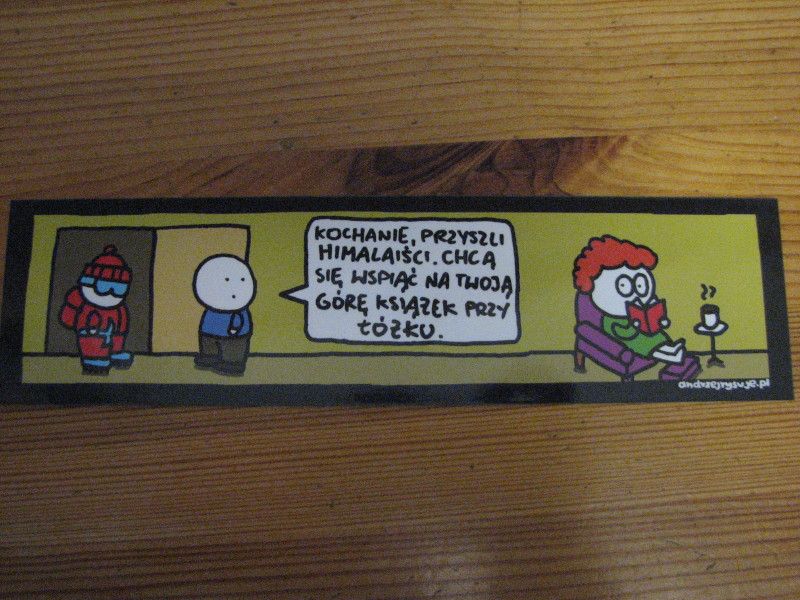 KOCHANIE, PRZYSZLI
HIMALAIŚCI. CHCĄ
SIĘ WSPIĄĆ NA TWOJĄ
GÓRĘ KSIĄŻEK PRZY
ŁÓŻKU.
andrzejrysuje.pl